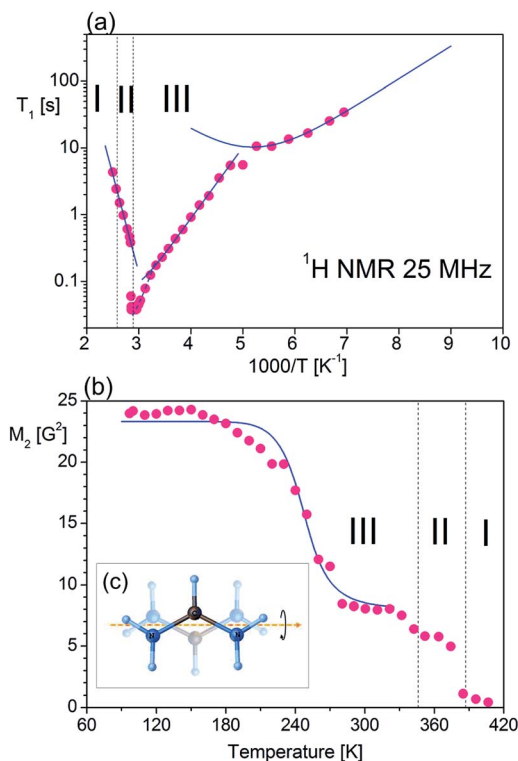 (a)
100
10
1
0.1
T1 [s]
I II III
1H NMR 25 MHz
2 3 4 5 6 7 8 9 10
1000/T [K-1]
(b)
25
20
15
10
5
0
M2 [G2]
III II I
(c)
C
N N
60 120 180 240 300 360 420
Temperature [K]